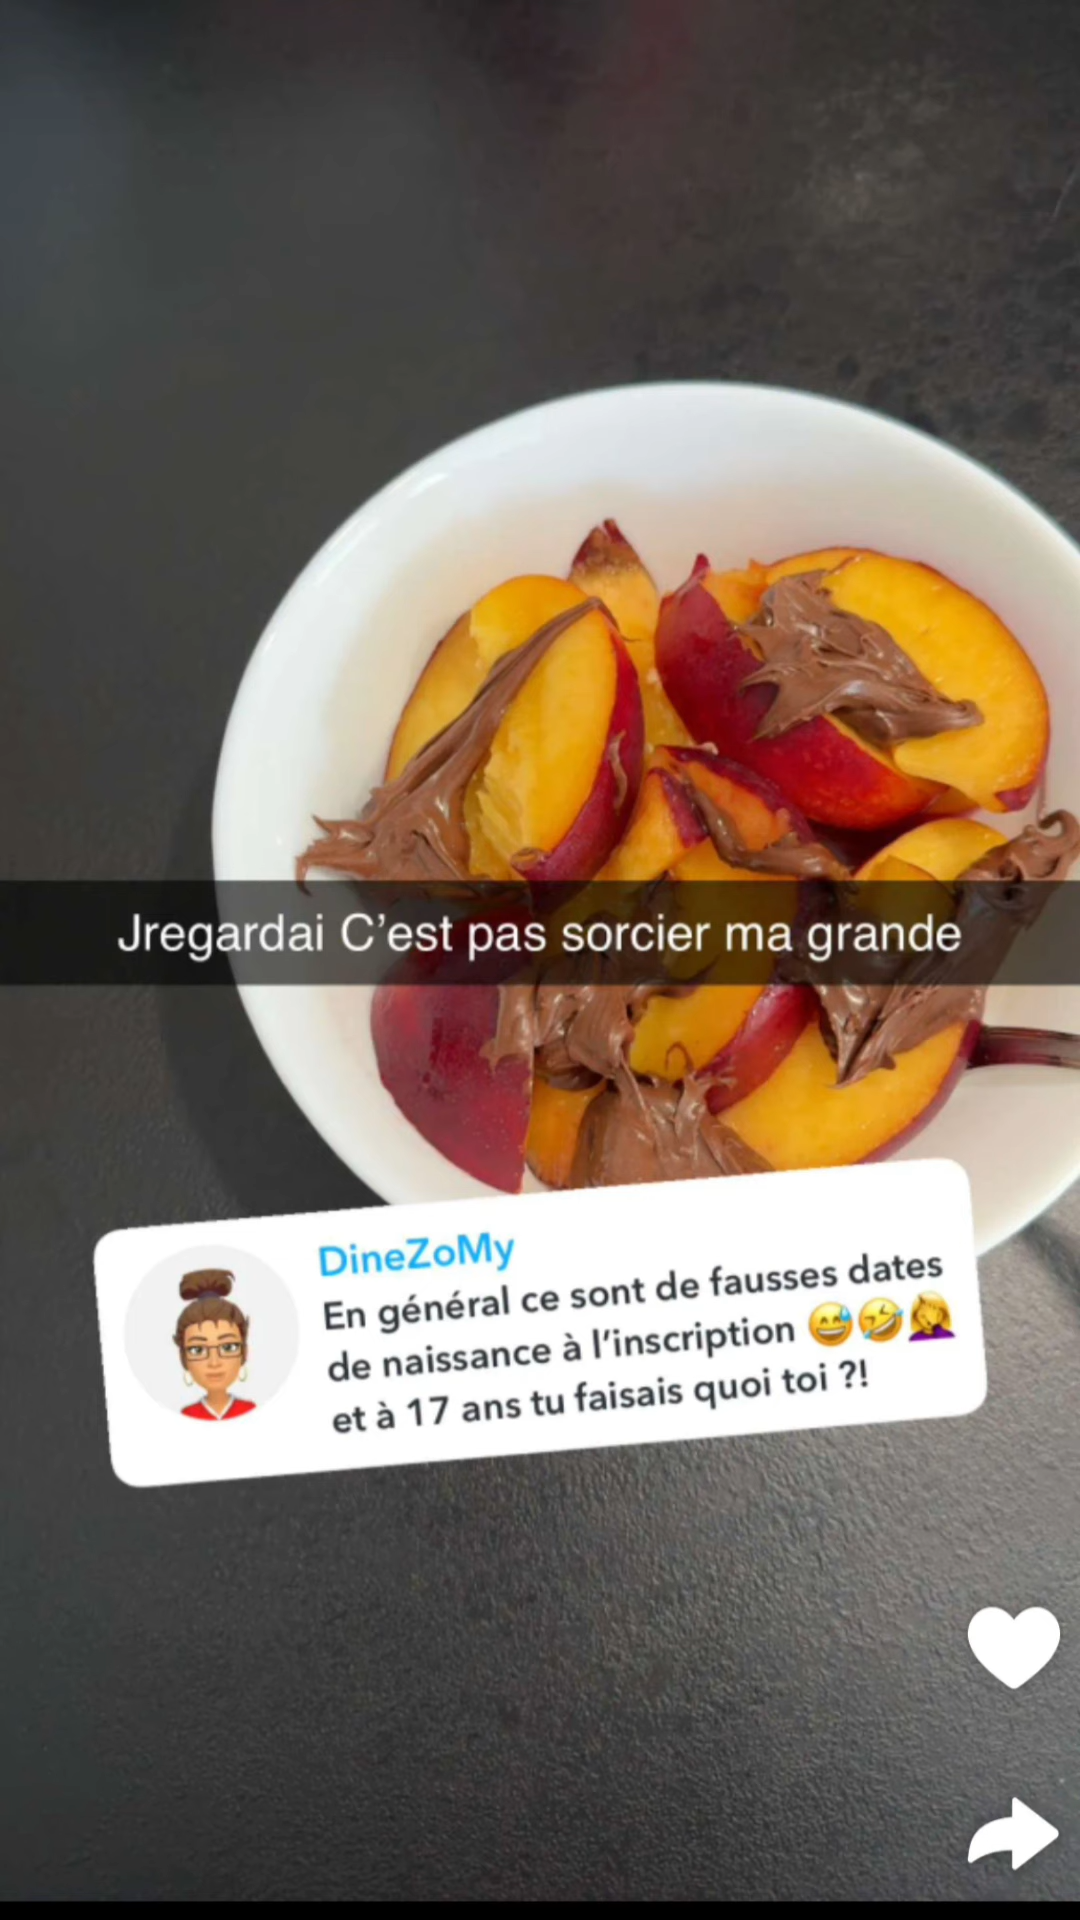 Jregardai C’est pas sorcier ma grande
DineZoMy
En général ce sont de fausses dates
de naissance à l’inscription 😅🤣🤦‍♀️
et à 17 ans tu faisais quoi toi ?!